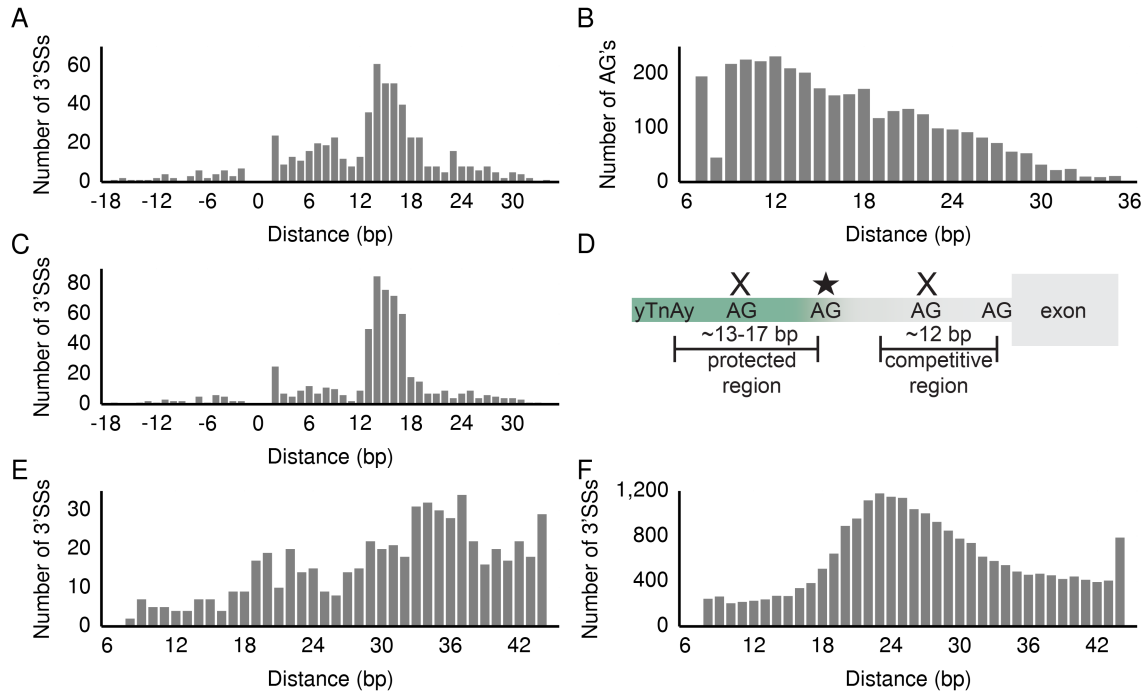 A
Number of 3'SSs
60
40
20
0
-18 -12 -6 0 6 12 18 24 30
Distance (bp)
B
Number of AG's
200
100
0
6 12 18 24 30 36
Distance (bp)
C
Number of 3'SSs
80
60
40
20
0
-18 -12 -6 0 6 12 18 24 30
Distance (bp)
D
X ★ X
yTnAy AG AG AG AG exon
~13-17 bp ~12 bp
protected competitive
region region
E
Number of 3'SSs
30
20
10
0
6 12 18 24 30 36 42
Distance (bp)
F
Number of 3'SSs
1,200
800
400
0
6 12 18 24 30 36 42
Distance (bp)